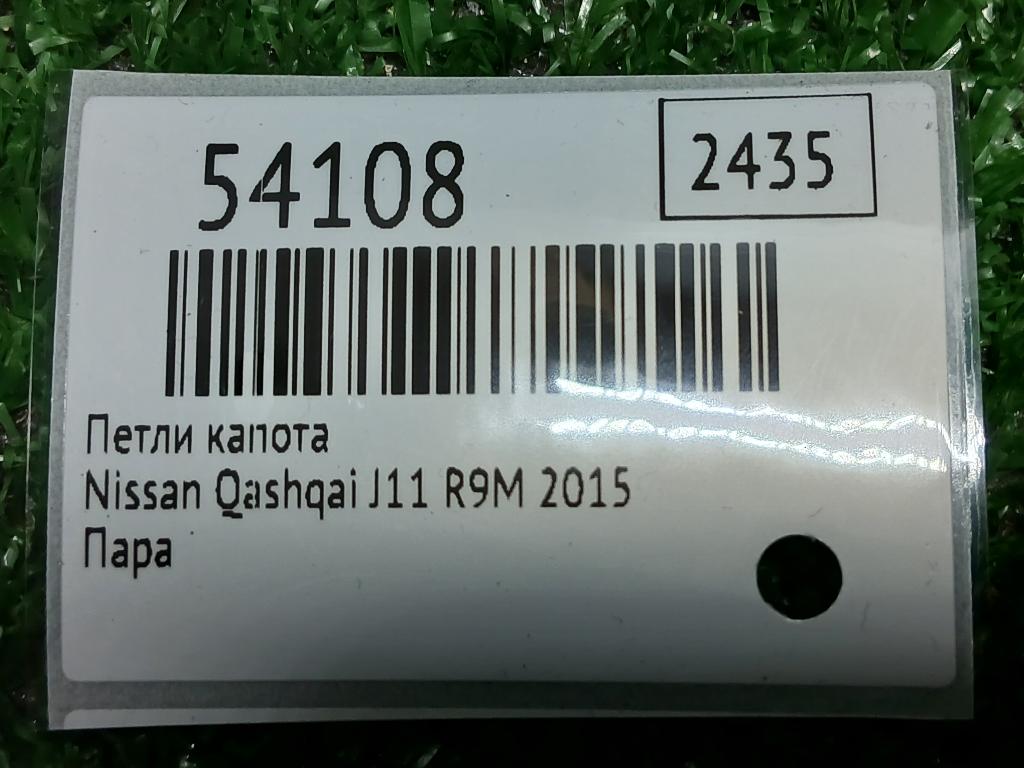 54108
2435
Петли капота
Nissan Qashqai J11 R9M 2015
Пара